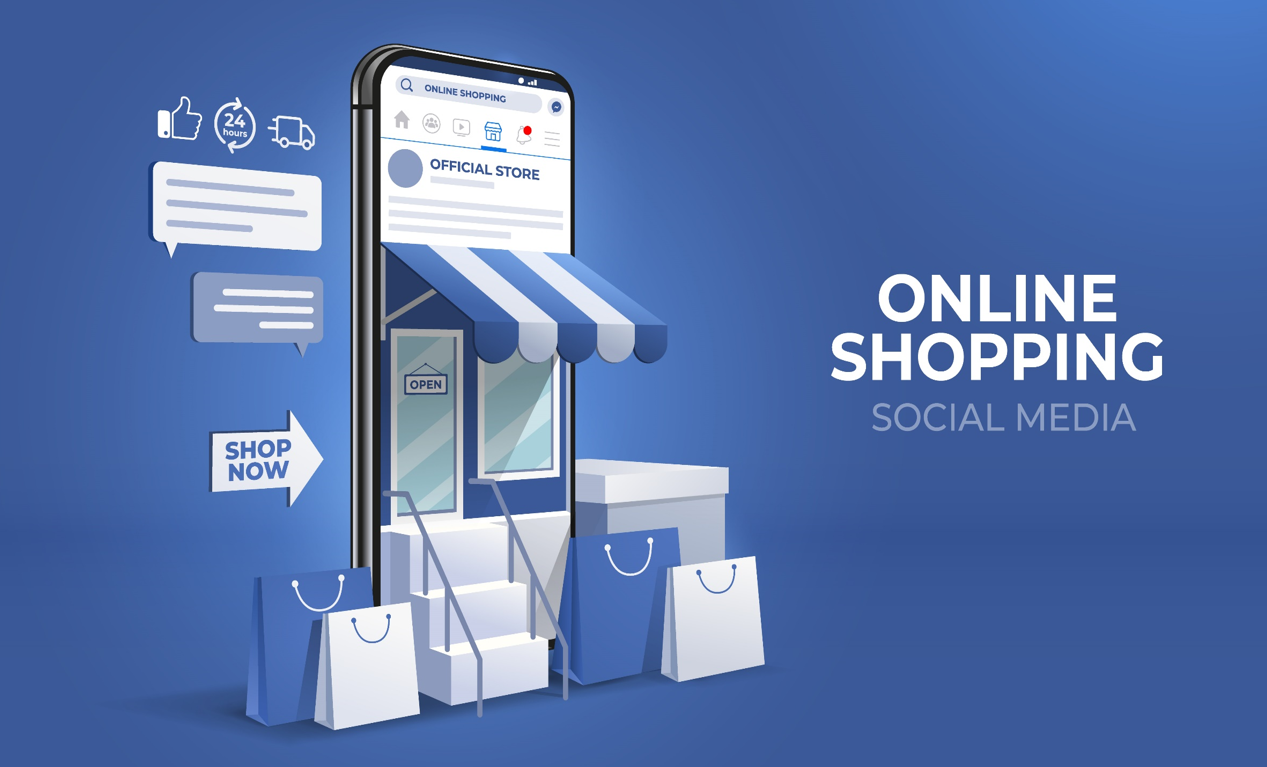 24
hours
ONLINE SHOPPING
OFFICIAL STORE
OPEN
SHOP
NOW
ONLINE
SHOPPING
SOCIAL MEDIA